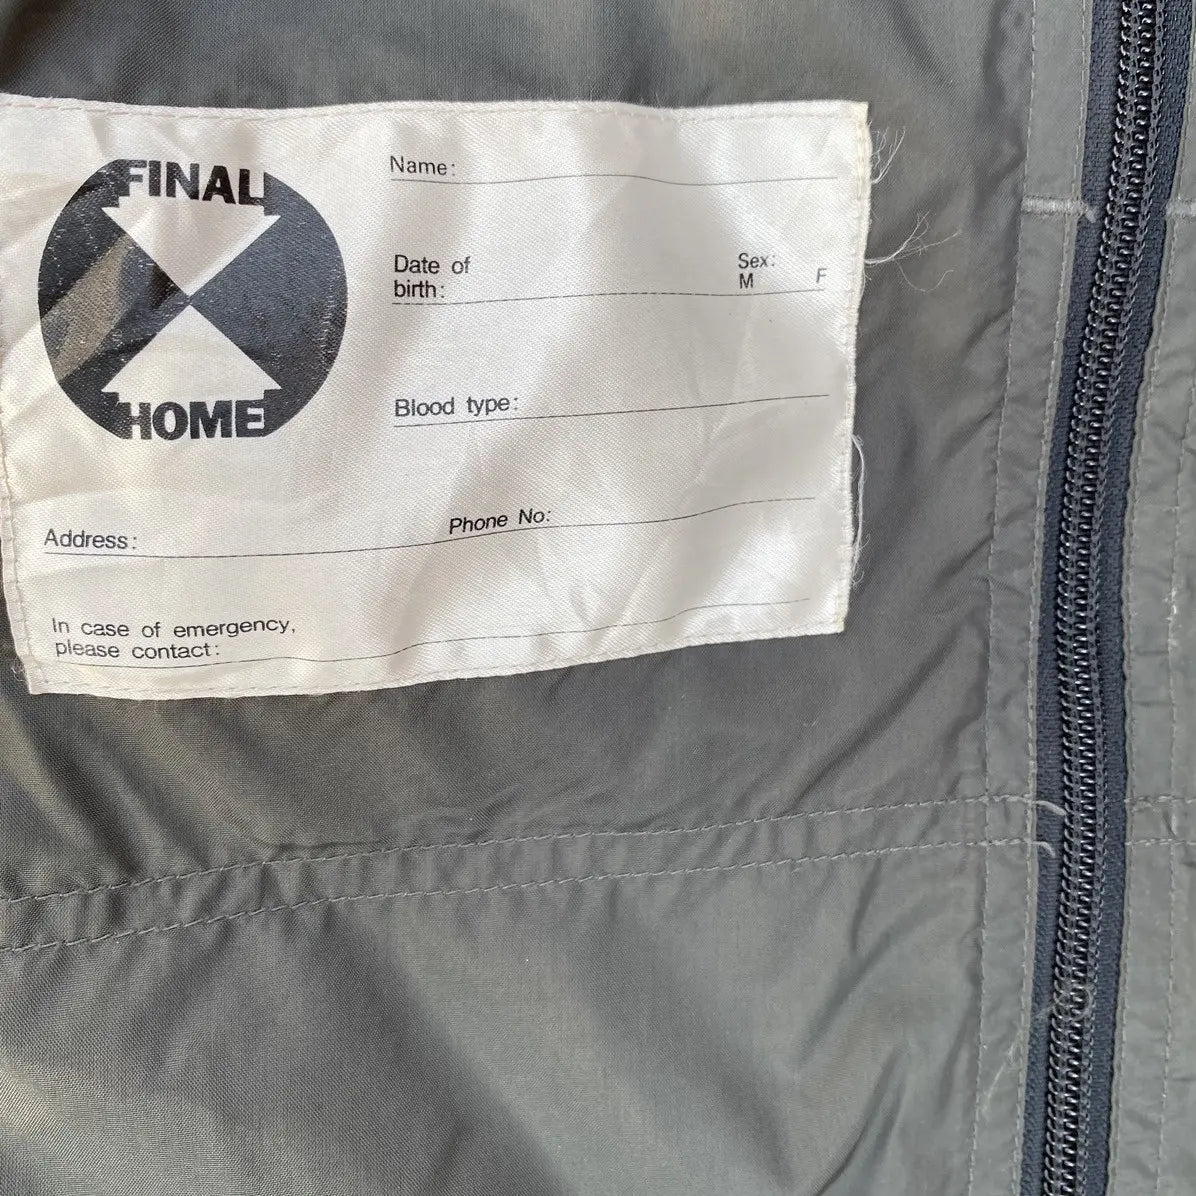 FINAL
HOME
Name:
Date of
birth:
Sex:
M F
Blood type:
Address:
Phone No:
In case of emergency,
please contact: